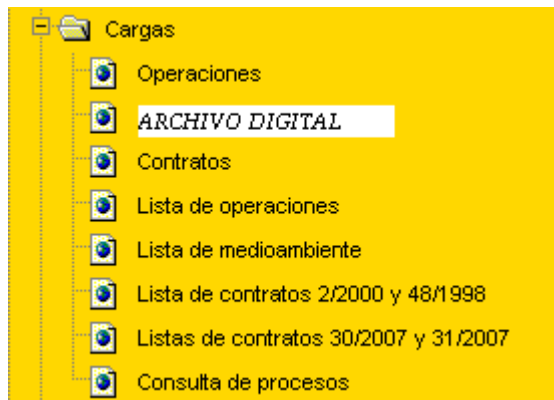 Cargas
Operaciones
ARCHIVO DIGITAL
Contratos
Lista de operaciones
Lista de medioambiente
Lista de contratos 2/2000 y 48/1998
Listas de contratos 30/2007 y 31/2007
Consulta de procesos